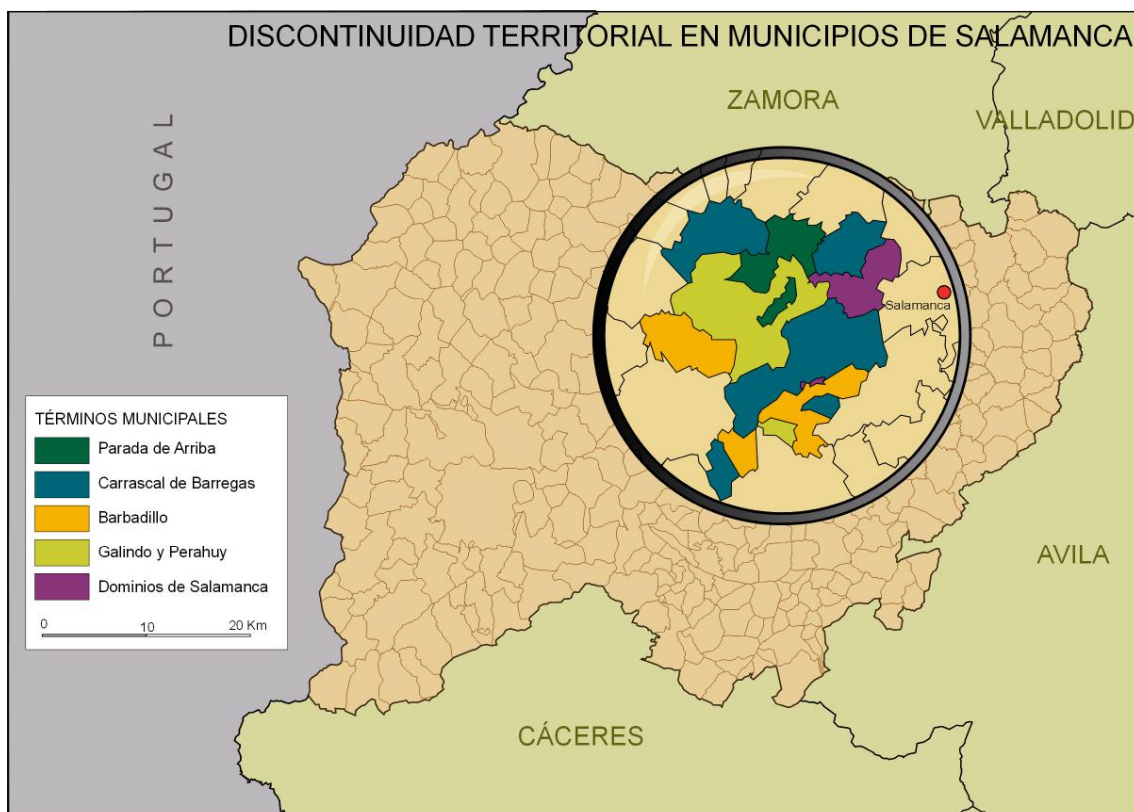 DISCONTINUIDAD TERRITORIAL EN MUNICIPIOS DE SALAMANCA
ZAMORA
VALLADOLID
PORTUGAL
Salamanca
TÉRMINOS MUNICIPALES
Parada de Arriba
Carrascal de Barregas
Barbadillo
Galindo y Perahuy
Dominios de Salamanca
0 10 20 Km
AVILA
CÁCERES